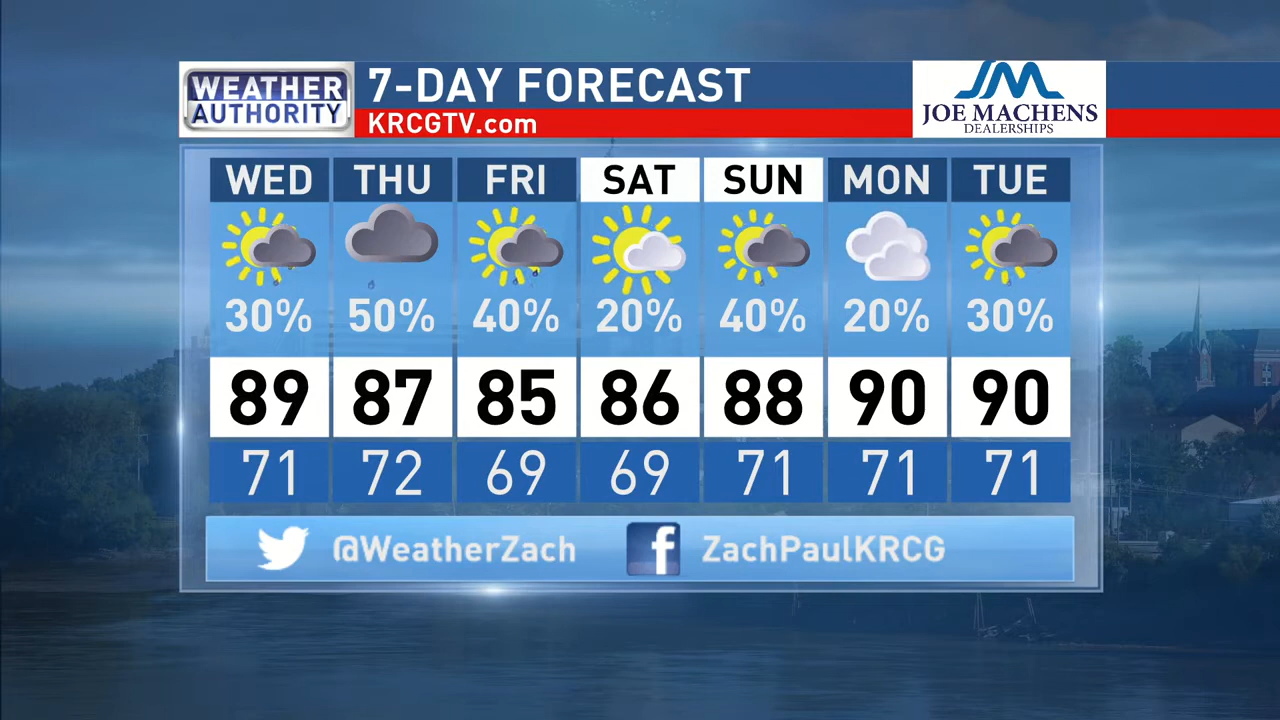 WEATHER
AUTHORITY
7-DAY FORECAST
KRCGTV.com
JM
JOE MACHENS
DEALERSHIPS
WED THU FRI SAT SUN MON TUE
30% 50% 40% 20% 40% 20% 30%
89 87 85 86 88 90 90
71 72 69 69 71 71 71
@WeatherZach f ZachPaulKRCG